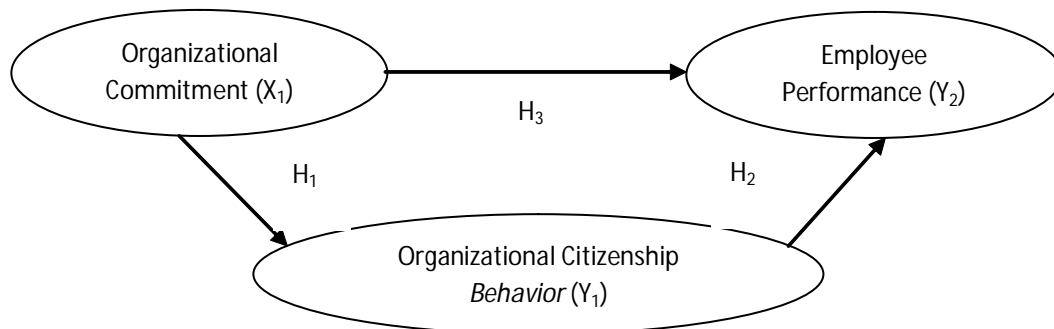 Organizational
Commitment (X₁)
Employee
Performance (Y₂)
H₃
H₁
H₂
Organizational Citizenship
Behavior (Y₁)